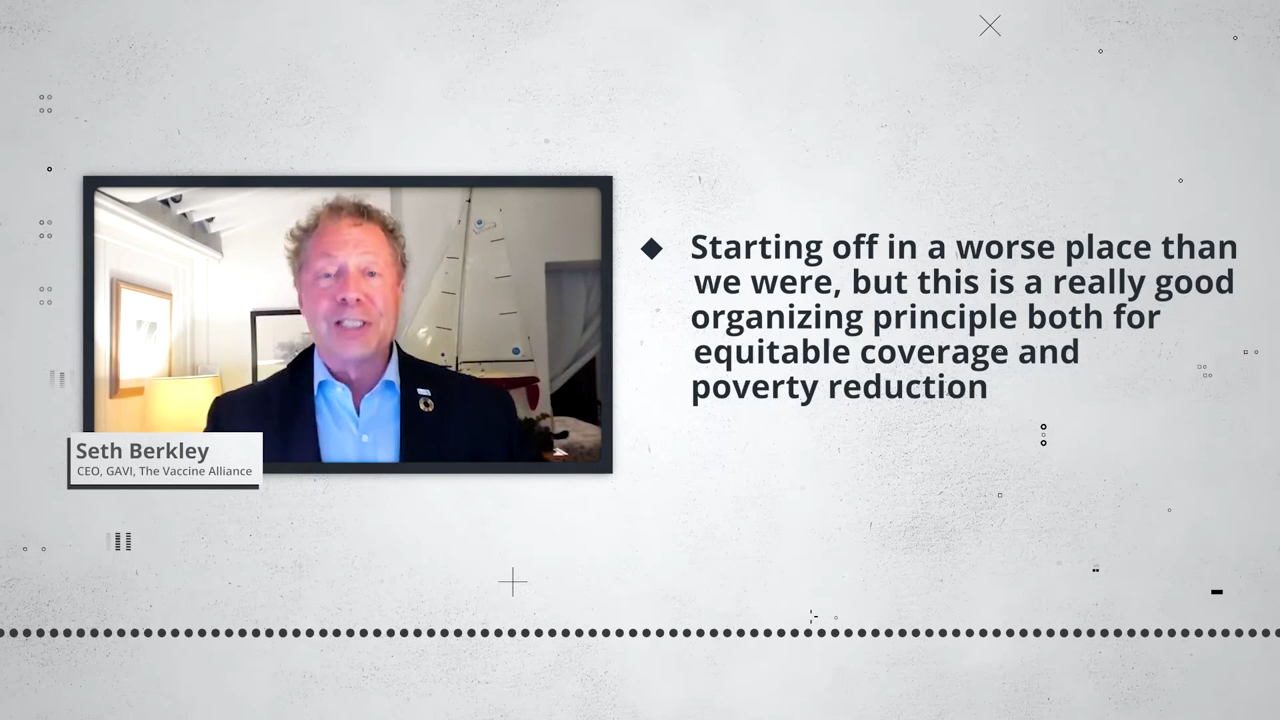 Starting off in a worse place than
we were, but this is a really good
organizing principle both for
equitable coverage and
poverty reduction
Seth Berkley
CEO, GAVI, The Vaccine Alliance